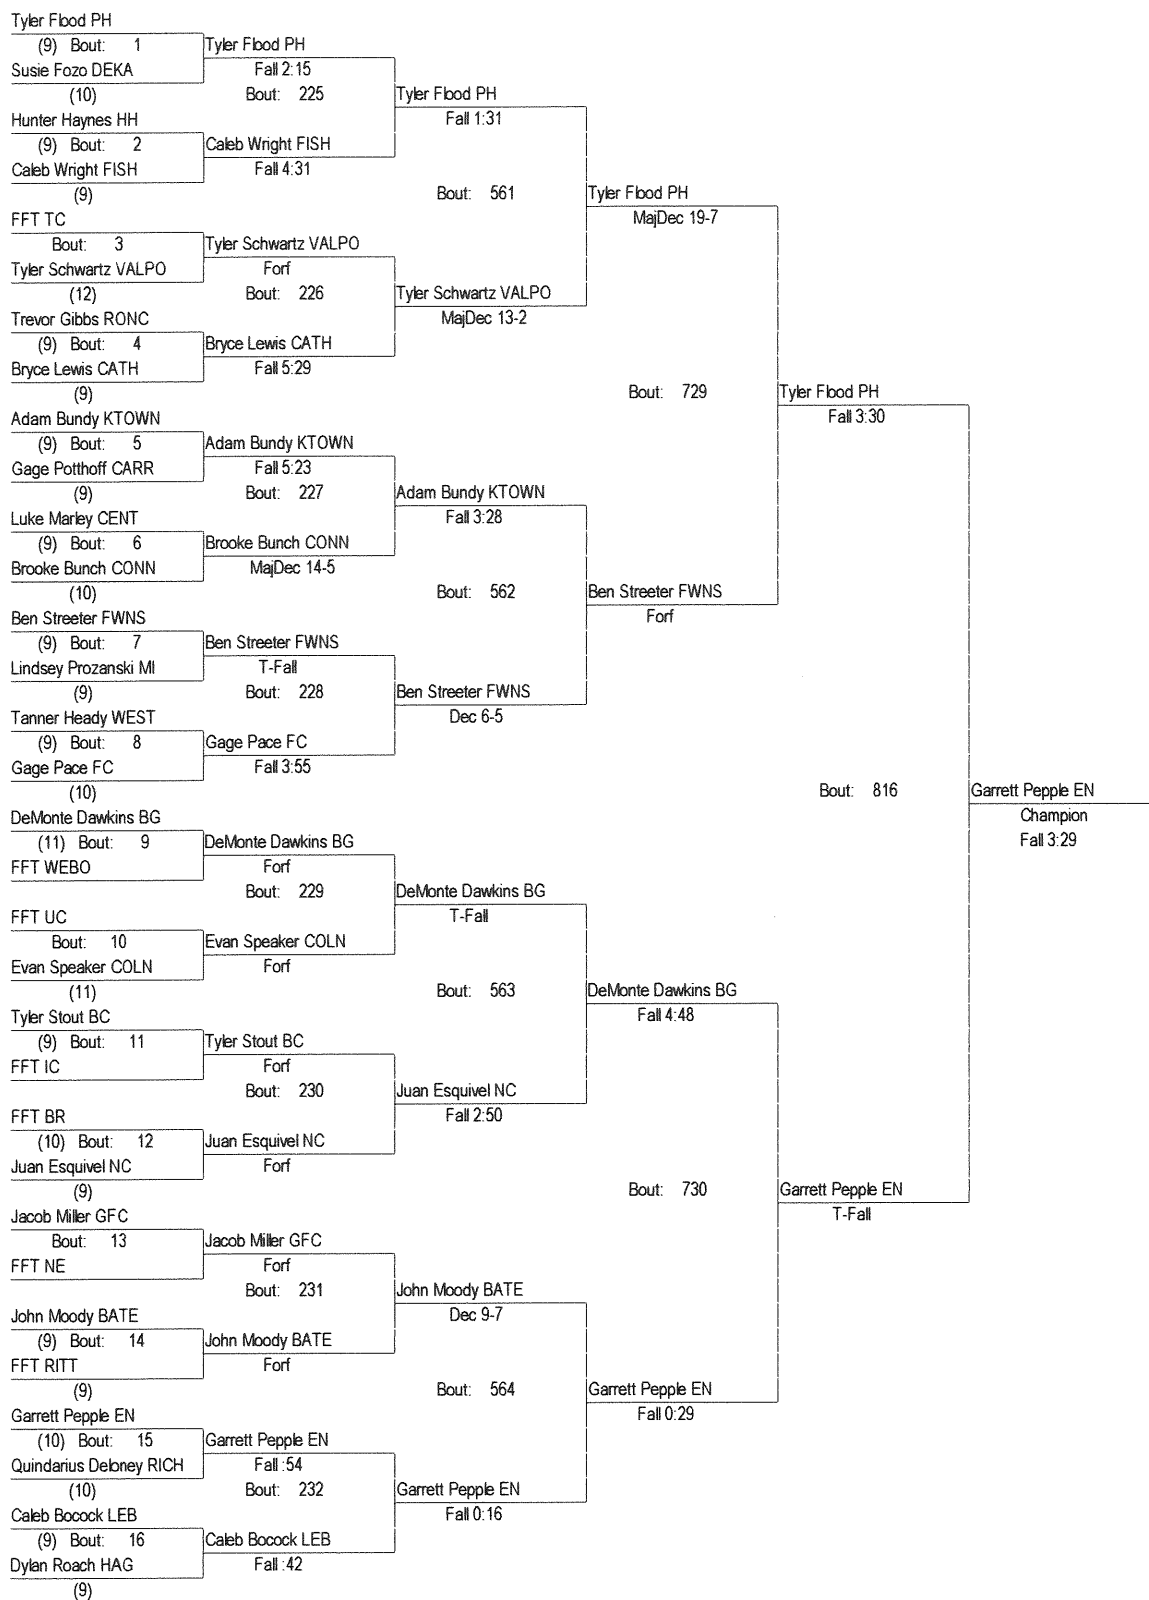 Tyler Flood PH
(9) Bout: 1
Susie Fozo DEKA
(10)
Hunter Haynes HH
(9) Bout: 2
Caleb Wright FISH
(9)
FFT TC
Bout: 3
Tyler Schwartz VALPO
(12)
Trevor Gibbs RONC
(9) Bout: 4
Bryce Lewis CATH
(9)
Adam Bundy KTOWN
(9) Bout: 5
Gage Potthoff CARR
(9)
Luke Marley CENT
(9) Bout: 6
Brooke Bunch CONN
(10)
Ben Streeter FWNS
(9) Bout: 7
Lindsey Prozanski MI
(9)
Tanner Heady WEST
(9) Bout: 8
Gage Pace FC
(10)
DeMonte Dawkins BG
(11) Bout: 9
FFT WEBO
FFT UC
Bout: 10
Evan Speaker COLN
(11)
Tyler Stout BC
(9) Bout: 11
FFT IC
FFT BR
(10) Bout: 12
Juan Esquivel NC
(9)
Jacob Miller GFC
Bout: 13
FFT NE
John Moody BATE
(9) Bout: 14
FFT RITT
(9)
Garrett Pepple EN
(10) Bout: 15
Quindarius Deloney RICH
(10)
Caleb Bocock LEB
(9) Bout: 16
Dylan Roach HAG
(9)
Tyler Flood PH
Fall 2:15
Bout: 225
Caleb Wright FISH
Fall 4:31
Tyler Schwartz VALPO
Forf
Bout: 226
Bryce Lewis CATH
Fall 5:29
Adam Bundy KTOWN
Fall 5:23
Bout: 227
Brooke Bunch CONN
MajDec 14-5
Ben Streeter FWNS
T-Fall
Bout: 228
Gage Pace FC
Fall 3:55
DeMonte Dawkins BG
Forf
Bout: 229
Evan Speaker COLN
Forf
Tyler Stout BC
Forf
Bout: 230
Juan Esquivel NC
Forf
Jacob Miller GFC
Forf
Bout: 231
John Moody BATE
Forf
Garrett Pepple EN
Fall :54
Bout: 232
Caleb Bocock LEB
Fall :42
Tyler Flood PH
Fall 1:31
Bout: 561
Tyler Schwartz VALPO
MajDec 13-2
Adam Bundy KTOWN
Fall 3:28
Bout: 562
Ben Streeter FWNS
Dec 6-5
DeMonte Dawkins BG
T-Fall
Bout: 563
Juan Esquivel NC
Fall 2:50
John Moody BATE
Dec 9-7
Bout: 564
Garrett Pepple EN
Fall 0:16
Tyler Flood PH
MajDec 19-7
Bout: 729
Ben Streeter FWNS
Forf
DeMonte Dawkins BG
Fall 4:48
Bout: 730
Garrett Pepple EN
Fall 0:29
Tyler Flood PH
Fall 3:30
Bout: 816
Garrett Pepple EN
T-Fall
Garrett Pepple EN
Champion
Fall 3:29